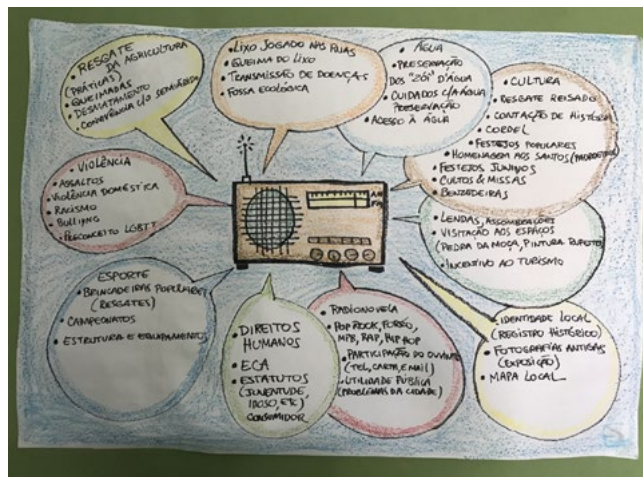 • RESGATE
DA AGRICULTURA
(PRÁTICAS)
• QUEIMADAS
• DESMATAMENTO
• CONVIVÊNCIA C/O SEMIÁRIDO
• LIXO JOGADO NAS RUAS
• QUEIMA DO LIXO
• TRANSMISSÃO DE DOENÇAS
• FOSSA ECOLÓGICA
• ÁGUA
• PRESERVAÇÃO
DOS "ZÓI" D'ÁGUA
• CUIDADOS C/A ÁGUA
PRESERVAÇÃO
• ACESSO À ÁGUA
• CULTURA
• RESGATE REISADO
• CONTAÇÃO DE HISTÓRIA
• CORDEL
• FESTEJOS POPULARES
• HOMENAGEM AOS SANTOS (PADROEIROS)
• FESTEJOS JUNINOS
• CULTOS & MISSAS
• BENZEDEIRAS
• VIOLÊNCIA
• ASSALTOS
• VIOLÊNCIA DOMÉSTICA
• RACISMO
• BULLIYNG
• PRECONCEITO LGBTT
AM
FM
• LENDAS, ASSOMBRAÇÕES
• VISITAÇÃO AOS ESPAÇOS
(PEDRA DA MOÇA, PINTURA RUPESTRE)
• INCENTIVO AO TURISMO
ESPORTE
• BRINCADEIRAS POPULARES
(RESGATES)
• CAMPEONATOS
• ESTRUTURA E EQUIPAMENTOS
• DIREITOS
HUMANOS
• ECA
• ESTATUTOS
(JUVENTUDE,
IDOSO, ETC)
CONSUMIDOR
• RADIONOVELA
• POP ROCK, FORRÓ,
MPB, RAP, HIP HOP
• PARTICIPAÇÃO DO OUVINTE
(TEL, CARTA, EMAIL)
• UTILIDADE PÚBLICA
(PROBLEMAS DA CIDADE)
• IDENTIDADE LOCAL
(REGISTRO HISTÓRICO)
• FOTOGRAFIAS ANTIGAS
(EXPOSIÇÃO)
• MAPA LOCAL